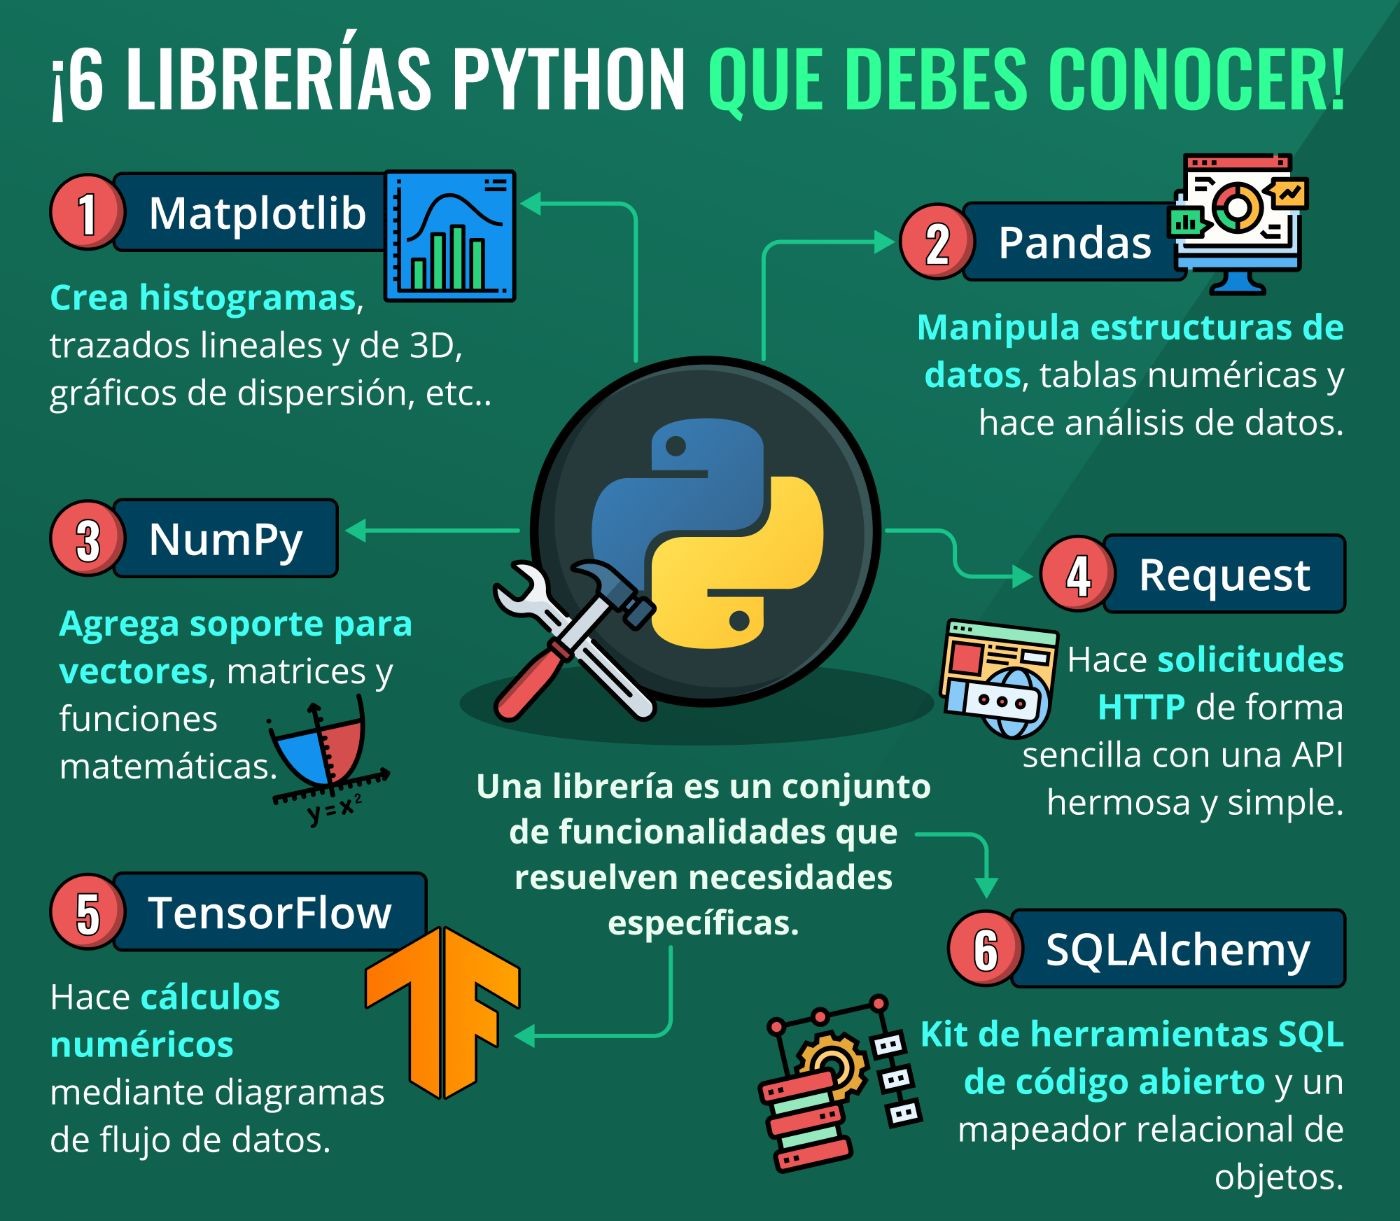 ¡6 LIBRERÍAS PYTHON QUE DEBES CONOCER!
1 Matplotlib
Crea histogramas,
trazados lineales y de 3D,
gráficos de dispersión, etc..
2 Pandas
Manipula estructuras de
datos, tablas numéricas y
hace análisis de datos.
3 NumPy
Agrega soporte para
vectores, matrices y
funciones
matemáticas.
y=x²
4 Request
Hace solicitudes
HTTP de forma
sencilla con una API
hermosa y simple.
Una librería es un conjunto
de funcionalidades que
resuelven necesidades
específicas.
5 TensorFlow
Hace cálculos
numéricos
mediante diagramas
de flujo de datos.
6 SQLAlchemy
Kit de herramientas SQL
de código abierto y un
mapeador relacional de
objetos.